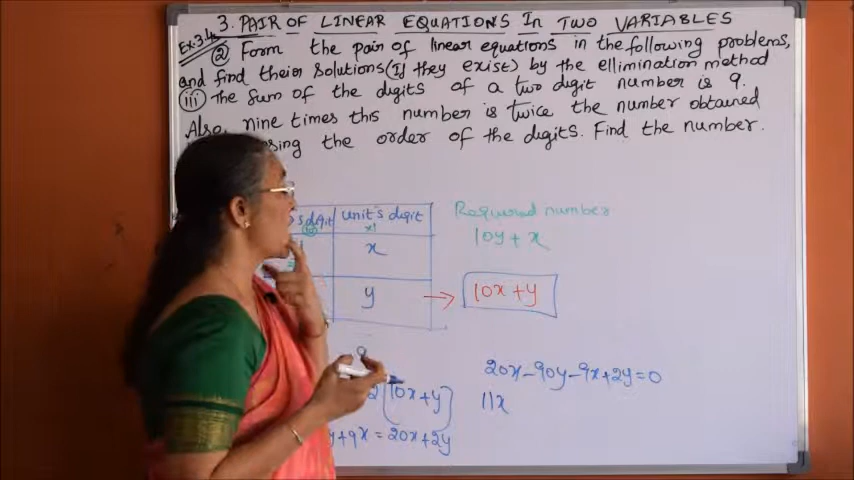 3. PAIR OF LINEAR EQUATIONS In TWO VARIABLES
Ex:3.4
② Form the pair of linear equations in the following problems,
and find their solutions (If they exist) by the ellimination method
(iii) The sum of the digits of a two digit number is 9.
Also, nine times this number is twice the number obtained
the order of the digits. Find the number.
digit unit's digit Required number
x1
x 10y + x
y 10x + y
9
2(10x+y) 20x-90y-9x+2y=0
y+9x = 20x+2y 11x